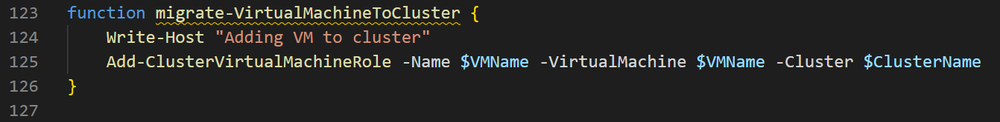 123 function migrate-VirtualMachineToCluster {
124     Write-Host "Adding VM to cluster"
125     Add-ClusterVirtualMachineRole -Name $VMName -VirtualMachine $VMName -Cluster $ClusterName
126 }
127